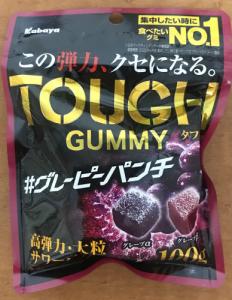 Kabaya
集中したい時に
食べたい
グミ
NO.1
この弾力、クセになる。
TOUGH
GUMMY
タフ
#グレーピーパンチ
高弾力・大粒
サワー
グレープα
100g